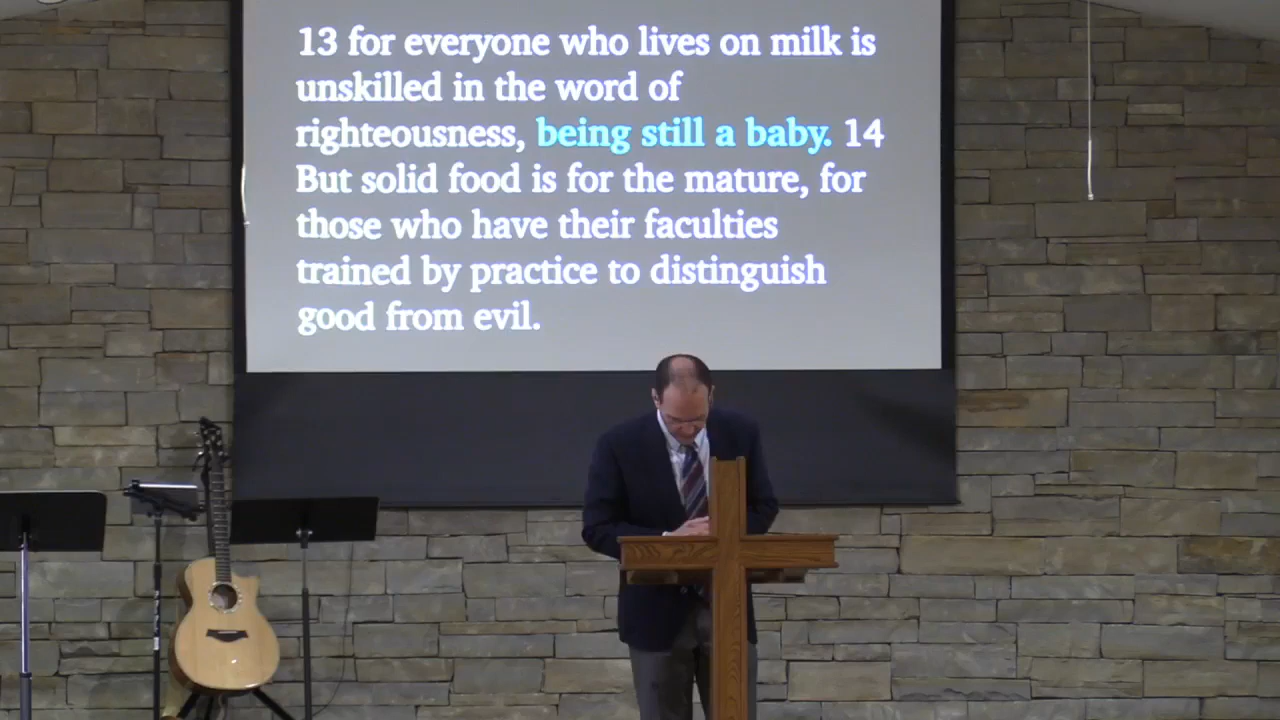 13 for everyone who lives on milk is
unskilled in the word of
righteousness, being still a baby. 14
But solid food is for the mature, for
those who have their faculties
trained by practice to distinguish
good from evil.